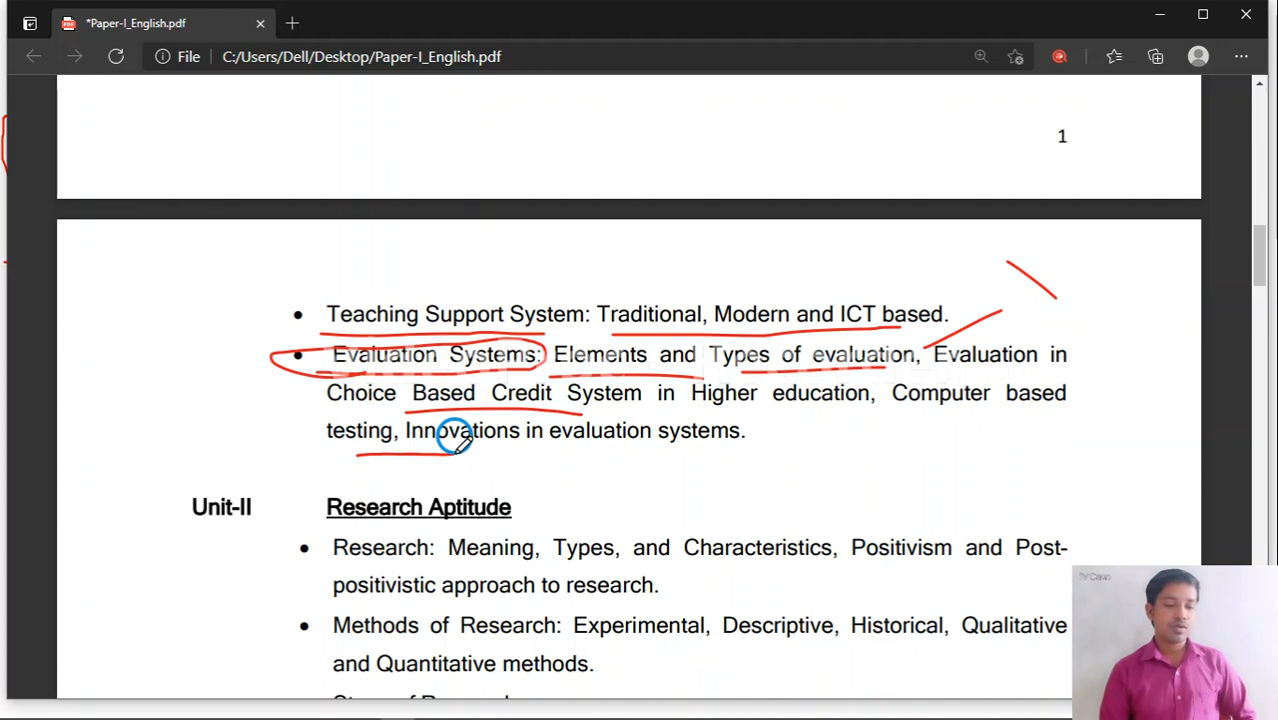 *Paper-I_English.pdf
File C:/Users/Dell/Desktop/Paper-I_English.pdf
1
• Teaching Support System: Traditional, Modern and ICT based.
• Evaluation Systems: Elements and Types of evaluation, Evaluation in
Choice Based Credit System in Higher education, Computer based
testing, Innovations in evaluation systems.
Unit-II Research Aptitude
• Research: Meaning, Types, and Characteristics, Positivism and Post-
positivistic approach to research.
• Methods of Research: Experimental, Descriptive, Historical, Qualitative
and Quantitative methods.